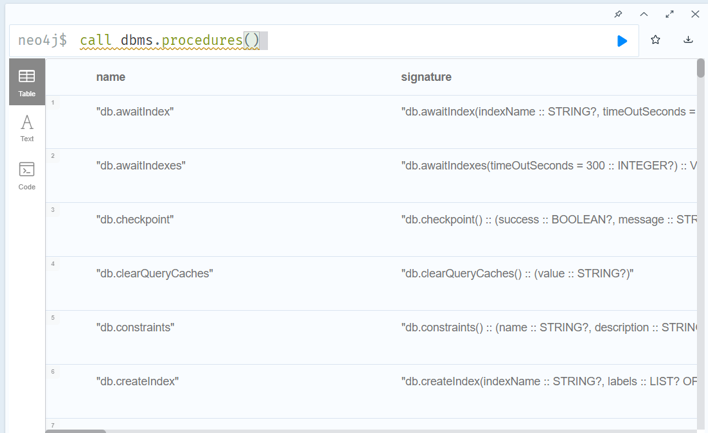 neo4j$ call dbms.procedures()
Table
Text
Code
name signature
1
"db.awaitIndex" "db.awaitIndex(indexName :: STRING?, timeOutSeconds =
2
"db.awaitIndexes" "db.awaitIndexes(timeOutSeconds = 300 :: INTEGER?) :: V
3
"db.checkpoint" "db.checkpoint() :: (success :: BOOLEAN?, message :: STR
4
"db.clearQueryCaches" "db.clearQueryCaches() :: (value :: STRING?)"
5
"db.constraints" "db.constraints() :: (name :: STRING?, description :: STRING
6
"db.createIndex" "db.createIndex(indexName :: STRING?, labels :: LIST? OF
7